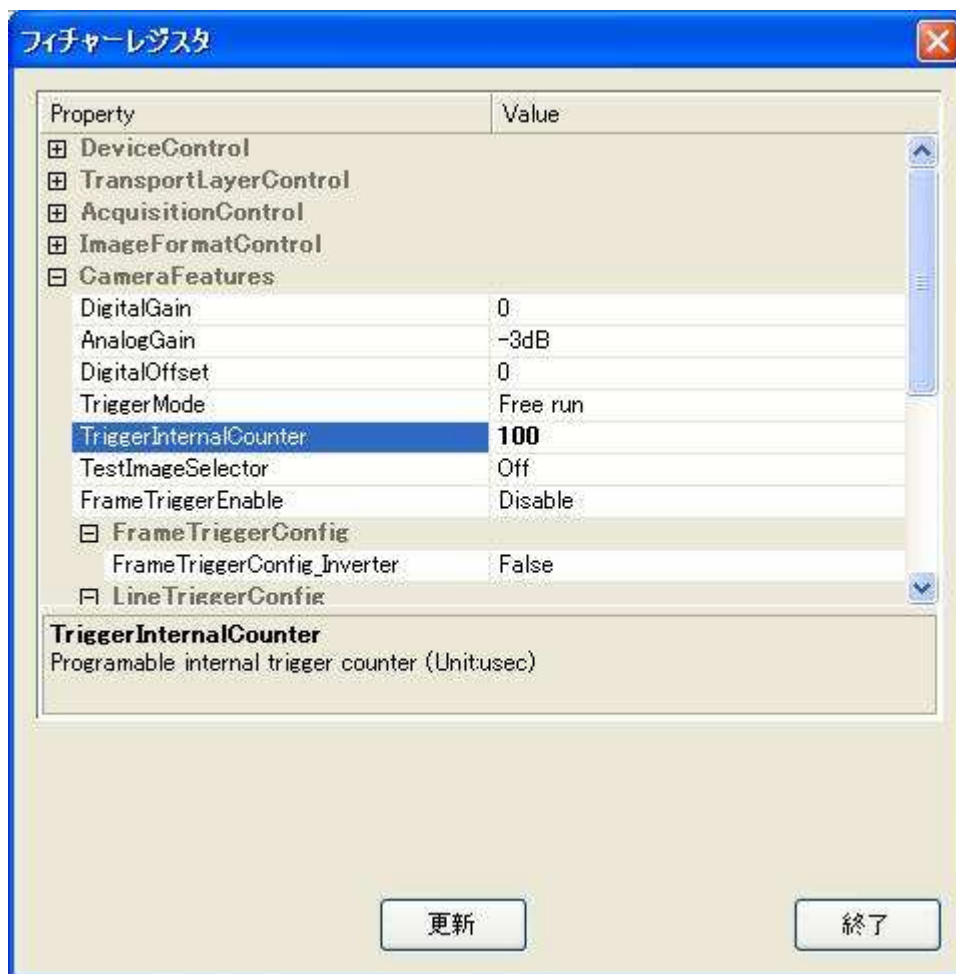 フィチャーレジスタ
Property Value
DeviceControl
TransportLayerControl
AcquisitionControl
ImageFormatControl
CameraFeatures
DigitalGain 0
AnalogGain -3dB
DigitalOffset 0
TriggerMode Free run
TriggerInternalCounter 100
TestImageSelector Off
FrameTriggerEnable Disable
FrameTriggerConfig
FrameTriggerConfig_Inverter False
LineTriggerConfig
TriggerInternalCounter
Programable internal trigger counter (Unit:usec)
更新 終了